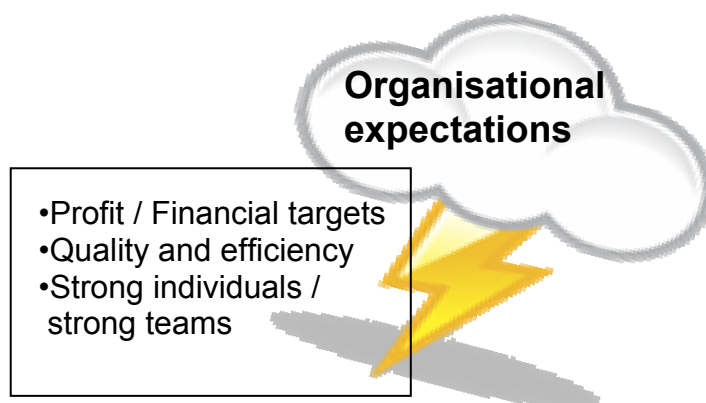 Organisational
expectations
•Profit / Financial targets
•Quality and efficiency
•Strong individuals /
strong teams